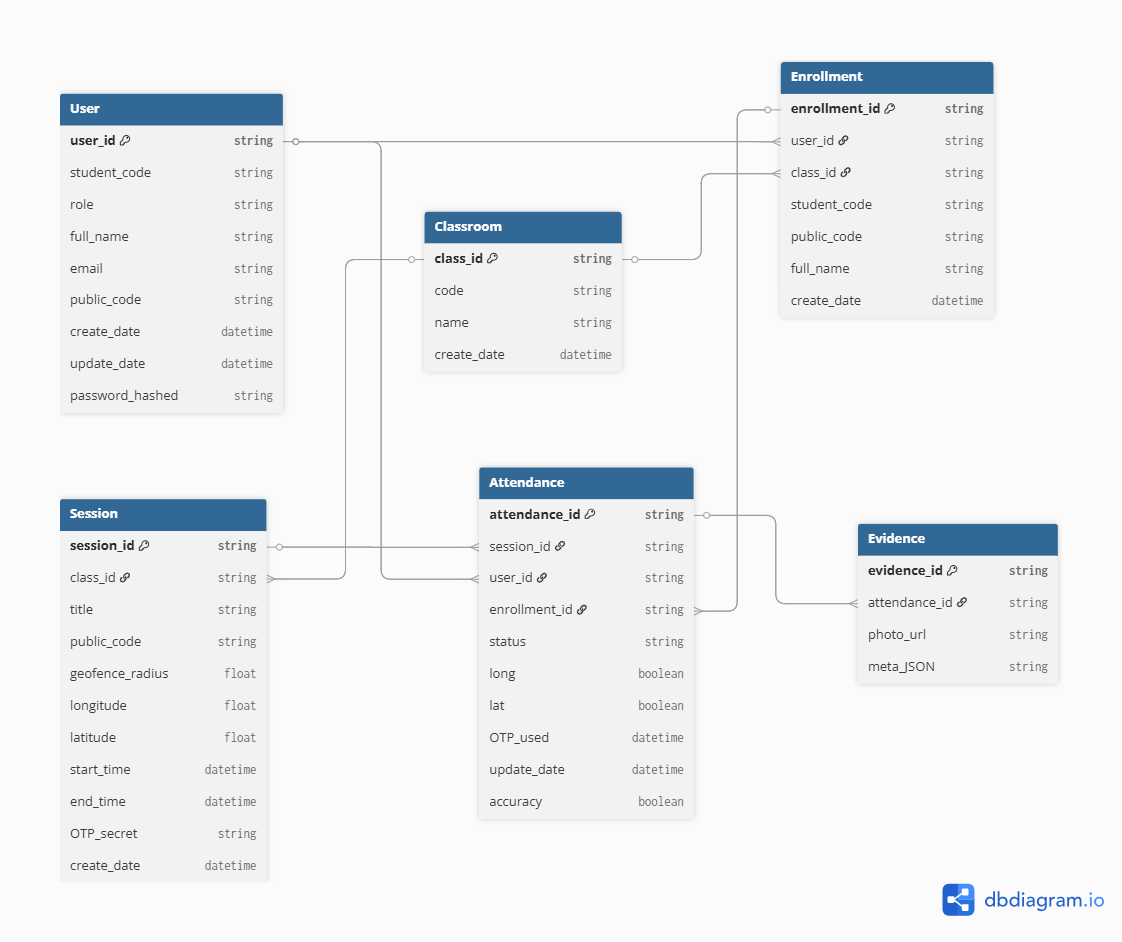 User
user_id string
student_code string
role string
full_name string
email string
public_code string
create_date datetime
update_date datetime
password_hashed string
Enrollment
enrollment_id string
user_id string
class_id string
student_code string
public_code string
full_name string
create_date datetime
Classroom
class_id string
code string
name string
create_date datetime
Session
session_id string
class_id string
title string
public_code string
geofence_radius float
longitude float
latitude float
start_time datetime
end_time datetime
OTP_secret string
create_date datetime
Attendance
attendance_id string
session_id string
user_id string
enrollment_id string
status string
long boolean
lat boolean
OTP_used datetime
update_date datetime
accuracy boolean
Evidence
evidence_id string
attendance_id string
photo_url string
meta_JSON string
dbdiagram.io